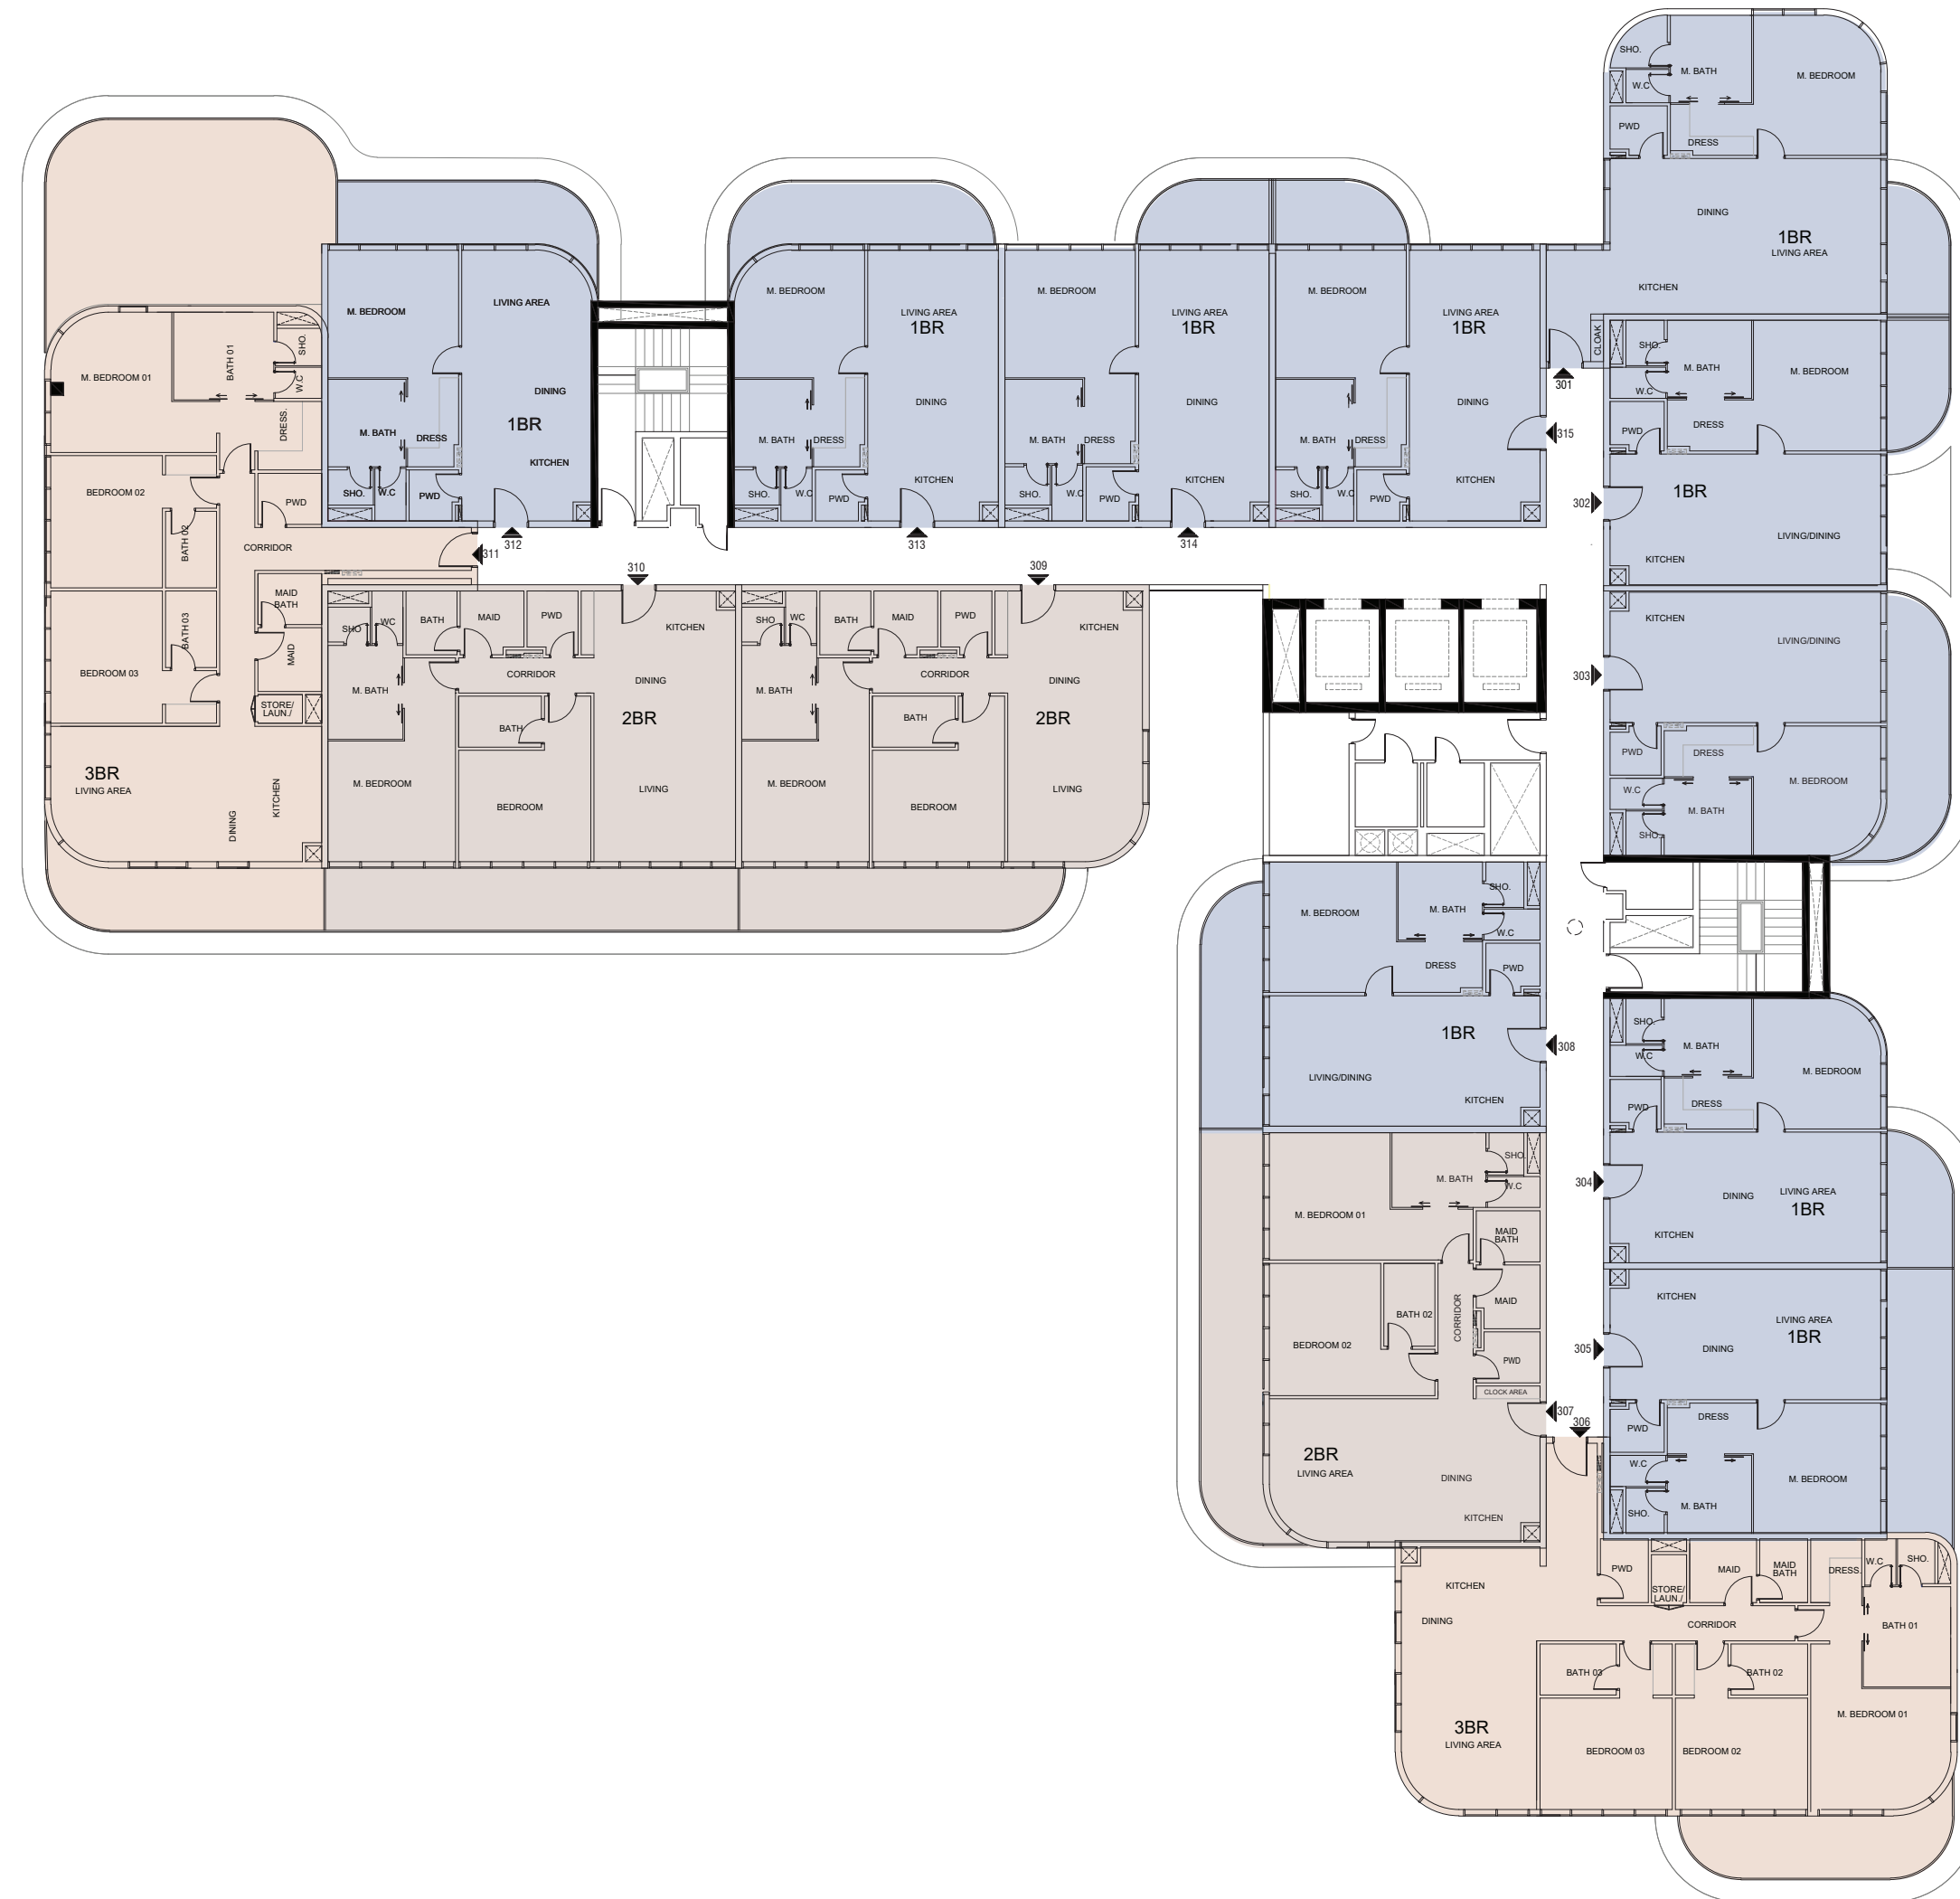 SHO.
M. BATH
M. BEDROOM
W.C
PWD
DRESS
DINING
1BR
LIVING AREA
KITCHEN
CLOAK
301
M. BEDROOM
LIVING AREA
DINING
1BR
M. BATH
DRESS
KITCHEN
SHO.
W.C
PWD
312
M. BEDROOM
LIVING AREA
1BR
DINING
M. BATH
DRESS
KITCHEN
SHO.
W.C
PWD
313
M. BEDROOM
LIVING AREA
1BR
DINING
M. BATH
DRESS
KITCHEN
SHO.
W.C
PWD
314
M. BEDROOM
LIVING AREA
1BR
DINING
M. BATH
DRESS
KITCHEN
SHO.
W.C
PWD
315
SHO.
M. BATH
M. BEDROOM
W.C
PWD
DRESS
1BR
302
LIVING/DINING
KITCHEN
KITCHEN
LIVING/DINING
303
PWD
DRESS
M. BEDROOM
W.C
M. BATH
SHO.
M. BEDROOM 01
BATH 01
SHO.
W.C
DRESS.
BEDROOM 02
PWD
BATH 02
CORRIDOR
311
MAID
BATH
BATH 03
MAID
BEDROOM 03
STORE/
LAUN./
3BR
LIVING AREA
DINING
KITCHEN
310
SHO
WC
BATH
MAID
PWD
KITCHEN
CORRIDOR
DINING
M. BATH
BATH
2BR
M. BEDROOM
BEDROOM
LIVING
309
SHO
WC
BATH
MAID
PWD
KITCHEN
CORRIDOR
DINING
M. BATH
BATH
2BR
M. BEDROOM
BEDROOM
LIVING
M. BEDROOM
M. BATH
SHO.
W.C
DRESS
PWD
1BR
308
LIVING/DINING
KITCHEN
SHO.
M. BATH
W.C
M. BEDROOM
PWD
DRESS
304
DINING
LIVING AREA
1BR
KITCHEN
SHO.
M. BATH
W.C
M. BEDROOM 01
MAID
BATH
MAID
BATH 02
CORRIDOR
BEDROOM 02
PWD
CLOCK AREA
307
2BR
LIVING AREA
DINING
KITCHEN
KITCHEN
LIVING AREA
1BR
305
DINING
PWD
DRESS
W.C
M. BEDROOM
M. BATH
SHO.
306
KITCHEN
DINING
PWD
STORE/
LAUN./
MAID
MAID
BATH
DRESS.
W.C
SHO.
CORRIDOR
BATH 01
BATH 03
BATH 02
M. BEDROOM 01
3BR
LIVING AREA
BEDROOM 03
BEDROOM 02